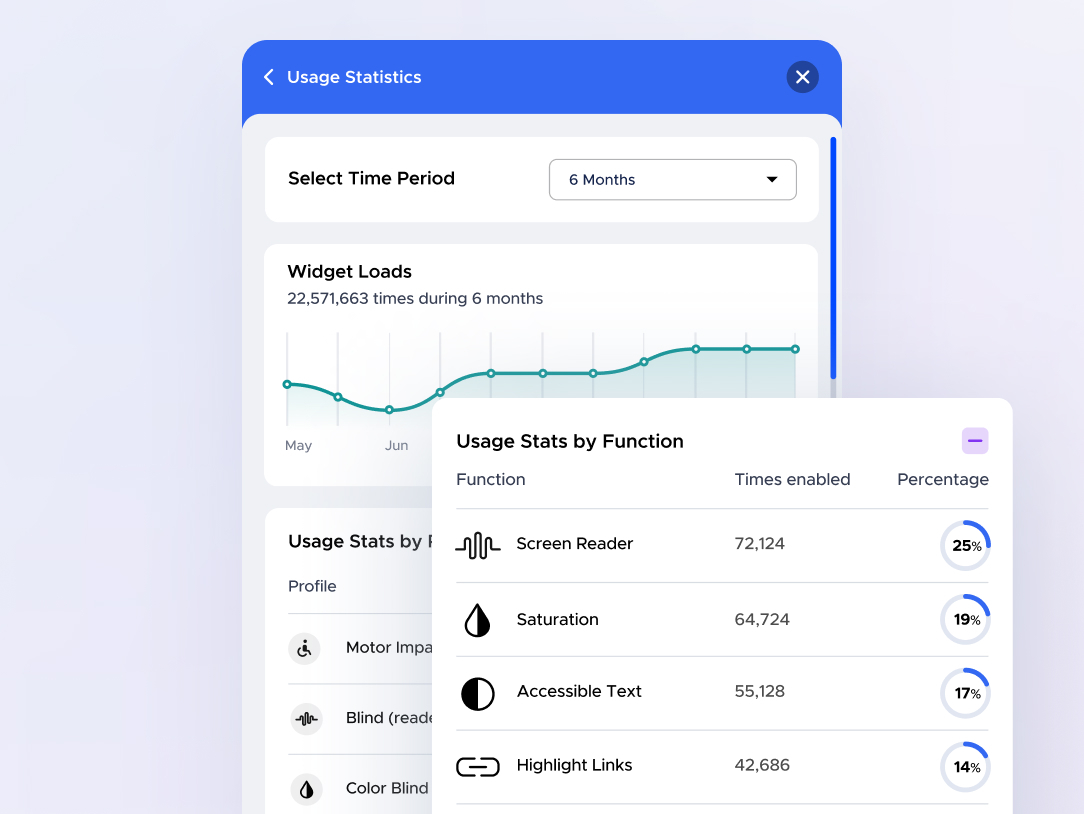 Usage Statistics
Select Time Period
6 Months
Widget Loads
22,571,663 times during 6 months
May Jun
Usage Stats by
Profile
Motor
Blind
Color Blind
Usage Stats by Function
Function Times enabled Percentage
Screen Reader 72,124 25%
Saturation 64,724 19%
Accessible Text 55,128 17%
Highlight Links 42,686 14%